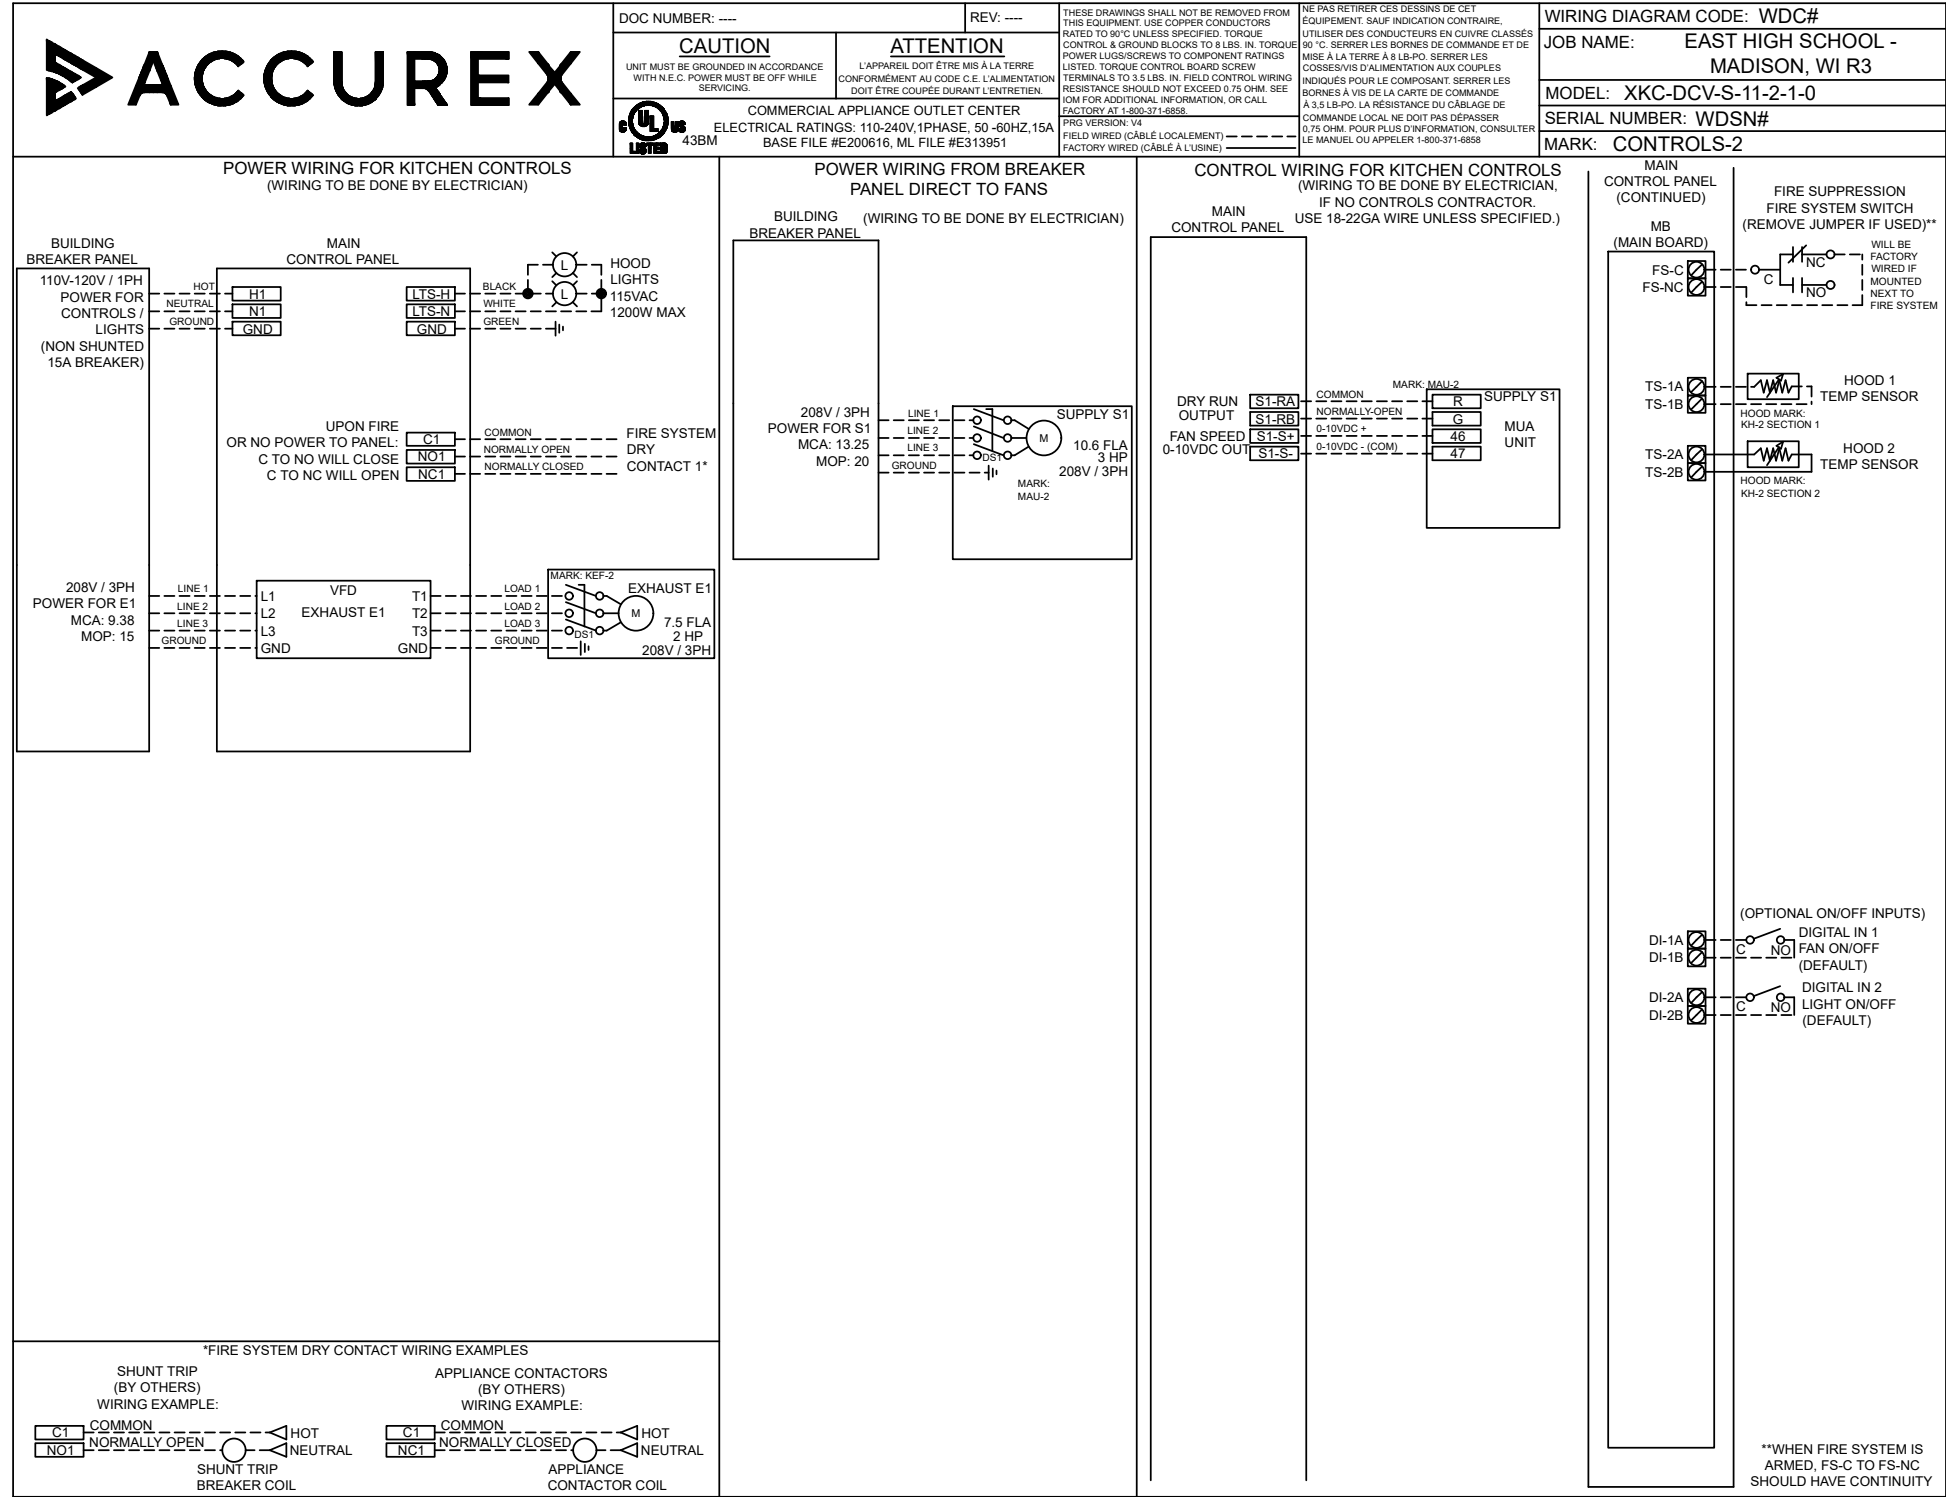 ACCUREX
DOC NUMBER: ----
REV: ----
CAUTION
UNIT MUST BE GROUNDED IN ACCORDANCE
WITH N.E.C. POWER MUST BE OFF WHILE
SERVICING.
ATTENTION
L'APPAREIL DOIT ÊTRE MIS À LA TERRE
CONFORMÉMENT AU CODE C.E. L'ALIMENTATION
DOIT ÊTRE COUPÉE DURANT L'ENTRETIEN.
C UL US
LISTED
43BM
COMMERCIAL APPLIANCE OUTLET CENTER
ELECTRICAL RATINGS: 110-240V,1PHASE, 50 -60HZ,15A
BASE FILE #E200616, ML FILE #E313951
THESE DRAWINGS SHALL NOT BE REMOVED FROM
THIS EQUIPMENT. USE COPPER CONDUCTORS
RATED TO 90°C UNLESS SPECIFIED. TORQUE
CONTROL & GROUND BLOCKS TO 8 LBS. IN. TORQUE
POWER LUGS/SCREWS TO COMPONENT RATINGS
LISTED. TORQUE CONTROL BOARD SCREW
TERMINALS TO 3.5 LBS. IN. FIELD CONTROL WIRING
RESISTANCE SHOULD NOT EXCEED 0.75 OHM. SEE
IOM FOR ADDITIONAL INFORMATION, OR CALL
FACTORY AT 1-800-371-6858.
PRG VERSION: V4
FIELD WIRED (CÂBLÉ LOCALEMENT)
FACTORY WIRED (CÂBLÉ À L'USINE)
NE PAS RETIRER CES DESSINS DE CET
ÉQUIPEMENT. SAUF INDICATION CONTRAIRE,
UTILISER DES CONDUCTEURS EN CUIVRE CLASSÉS
90 °C. SERRER LES BORNES DE COMMANDE ET DE
MISE À LA TERRE À 8 LB-PO. SERRER LES
COSSES/VIS D'ALIMENTATION AUX COUPLES
INDIQUÉS POUR LE COMPOSANT. SERRER LES
BORNES À VIS DE LA CARTE DE COMMANDE
À 3,5 LB-PO. LA RÉSISTANCE DU CÂBLAGE DE
COMMANDE LOCAL NE DOIT PAS DÉPASSER
0,75 OHM. POUR PLUS D'INFORMATION, CONSULTER
LE MANUEL OU APPELER 1-800-371-6858
WIRING DIAGRAM CODE: WDC#
JOB NAME: EAST HIGH SCHOOL -
MADISON, WI R3
MODEL: XKC-DCV-S-11-2-1-0
SERIAL NUMBER: WDSN#
MARK: CONTROLS-2
POWER WIRING FOR KITCHEN CONTROLS
(WIRING TO BE DONE BY ELECTRICIAN)
BUILDING
BREAKER PANEL
MAIN
CONTROL PANEL
110V-120V / 1PH
POWER FOR
CONTROLS /
LIGHTS
(NON SHUNTED
15A BREAKER)
HOT
NEUTRAL
GROUND
H1
N1
GND
LTS-H
LTS-N
GND
BLACK
WHITE
GREEN
L
L
HOOD
LIGHTS
115VAC
1200W MAX
UPON FIRE
OR NO POWER TO PANEL:
C TO NO WILL CLOSE
C TO NC WILL OPEN
C1
NO1
NC1
COMMON
NORMALLY OPEN
NORMALLY CLOSED
FIRE SYSTEM
DRY
CONTACT 1*
208V / 3PH
POWER FOR E1
MCA: 9.38
MOP: 15
LINE 1
LINE 2
LINE 3
GROUND
L1
L2
L3
GND
VFD
EXHAUST E1
T1
T2
T3
GND
LOAD 1
LOAD 2
LOAD 3
GROUND
MARK: KEF-2
DS1
M
EXHAUST E1
7.5 FLA
2 HP
208V / 3PH
*FIRE SYSTEM DRY CONTACT WIRING EXAMPLES
SHUNT TRIP
(BY OTHERS)
WIRING EXAMPLE:
C1
COMMON
HOT
NO1
NORMALLY OPEN
NEUTRAL
SHUNT TRIP
BREAKER COIL
APPLIANCE CONTACTORS
(BY OTHERS)
WIRING EXAMPLE:
C1
COMMON
HOT
NC1
NORMALLY CLOSED
NEUTRAL
APPLIANCE
CONTACTOR COIL
POWER WIRING FROM BREAKER
PANEL DIRECT TO FANS
(WIRING TO BE DONE BY ELECTRICIAN)
BUILDING
BREAKER PANEL
208V / 3PH
POWER FOR S1
MCA: 13.25
MOP: 20
LINE 1
LINE 2
LINE 3
GROUND
DS1
M
SUPPLY S1
10.6 FLA
3 HP
208V / 3PH
MARK:
MAU-2
CONTROL WIRING FOR KITCHEN CONTROLS
(WIRING TO BE DONE BY ELECTRICIAN,
IF NO CONTROLS CONTRACTOR.
USE 18-22GA WIRE UNLESS SPECIFIED.)
MAIN
CONTROL PANEL
DRY RUN
OUTPUT
FAN SPEED
0-10VDC OUT
S1-RA
S1-RB
S1-S+
S1-S-
COMMON
NORMALLY-OPEN
0-10VDC +
0-10VDC - (COM)
MARK: MAU-2
R
G
46
47
SUPPLY S1
MUA
UNIT
MAIN
CONTROL PANEL
(CONTINUED)
MB
(MAIN BOARD)
FIRE SUPPRESSION
FIRE SYSTEM SWITCH
(REMOVE JUMPER IF USED)**
FS-C
FS-NC
C
NC
NO
WILL BE
FACTORY
WIRED IF
MOUNTED
NEXT TO
FIRE SYSTEM
TS-1A
TS-1B
HOOD 1
TEMP SENSOR
HOOD MARK:
KH-2 SECTION 1
TS-2A
TS-2B
HOOD 2
TEMP SENSOR
HOOD MARK:
KH-2 SECTION 2
(OPTIONAL ON/OFF INPUTS)
DI-1A
DI-1B
C
NO
DIGITAL IN 1
FAN ON/OFF
(DEFAULT)
DI-2A
DI-2B
C
NO
DIGITAL IN 2
LIGHT ON/OFF
(DEFAULT)
**WHEN FIRE SYSTEM IS
ARMED, FS-C TO FS-NC
SHOULD HAVE CONTINUITY